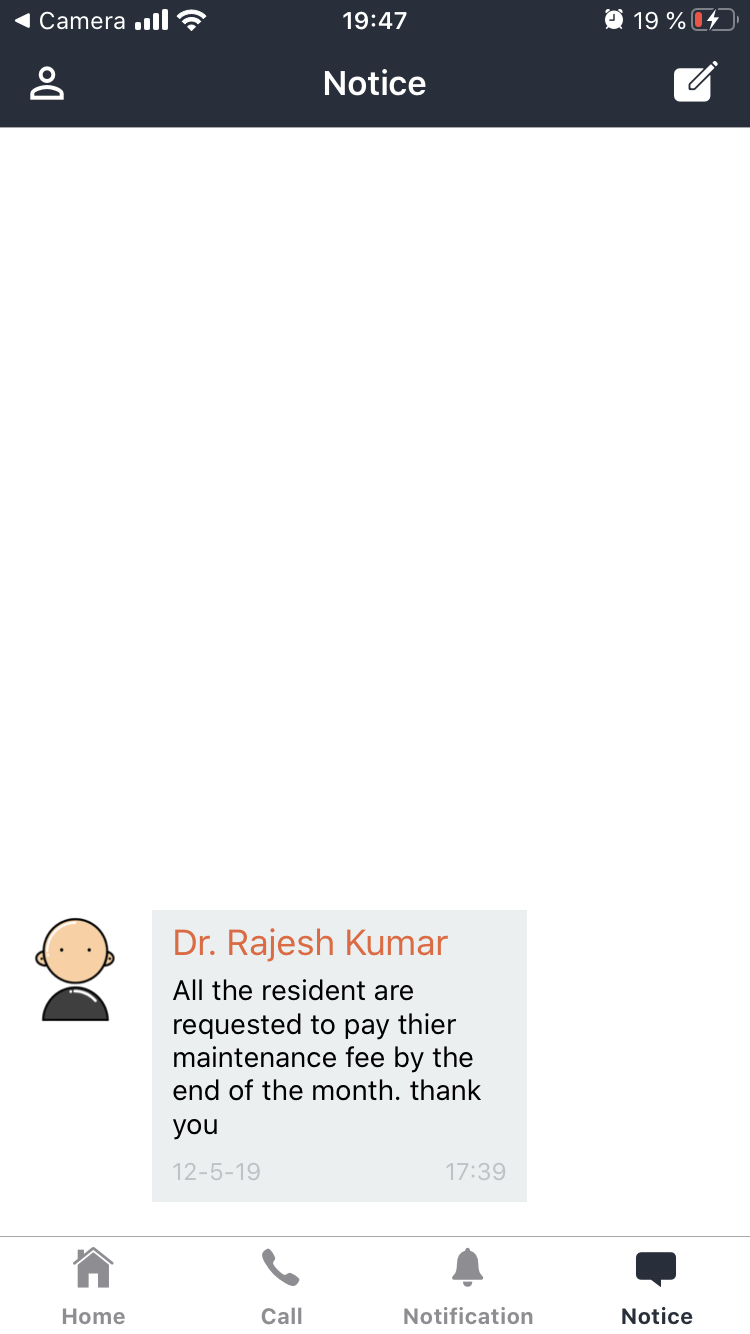 Camera 19:47 19 %
Notice
Dr. Rajesh Kumar
All the resident are
requested to pay thier
maintenance fee by the
end of the month. thank
you
12-5-19 17:39
Home Call Notification Notice